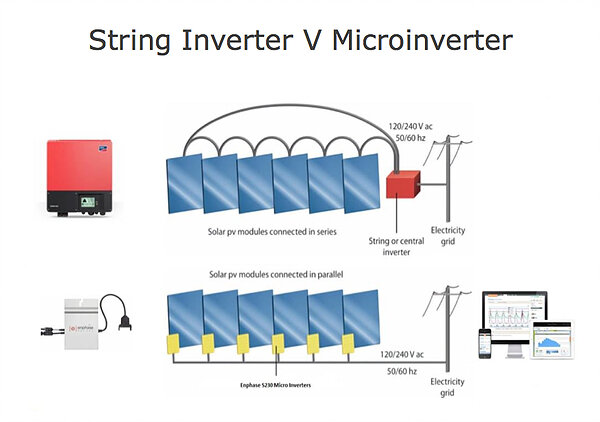 String Inverter V Microinverter
120/240 V ac
50/60 hz
Solar pv modules connected in series
String or central
inverter
Electricity
grid
Solar pv modules connected in parallel
enphase
120/240 V ac
50/60 hz
Enphase S230 Micro Inverters
Electricity
grid